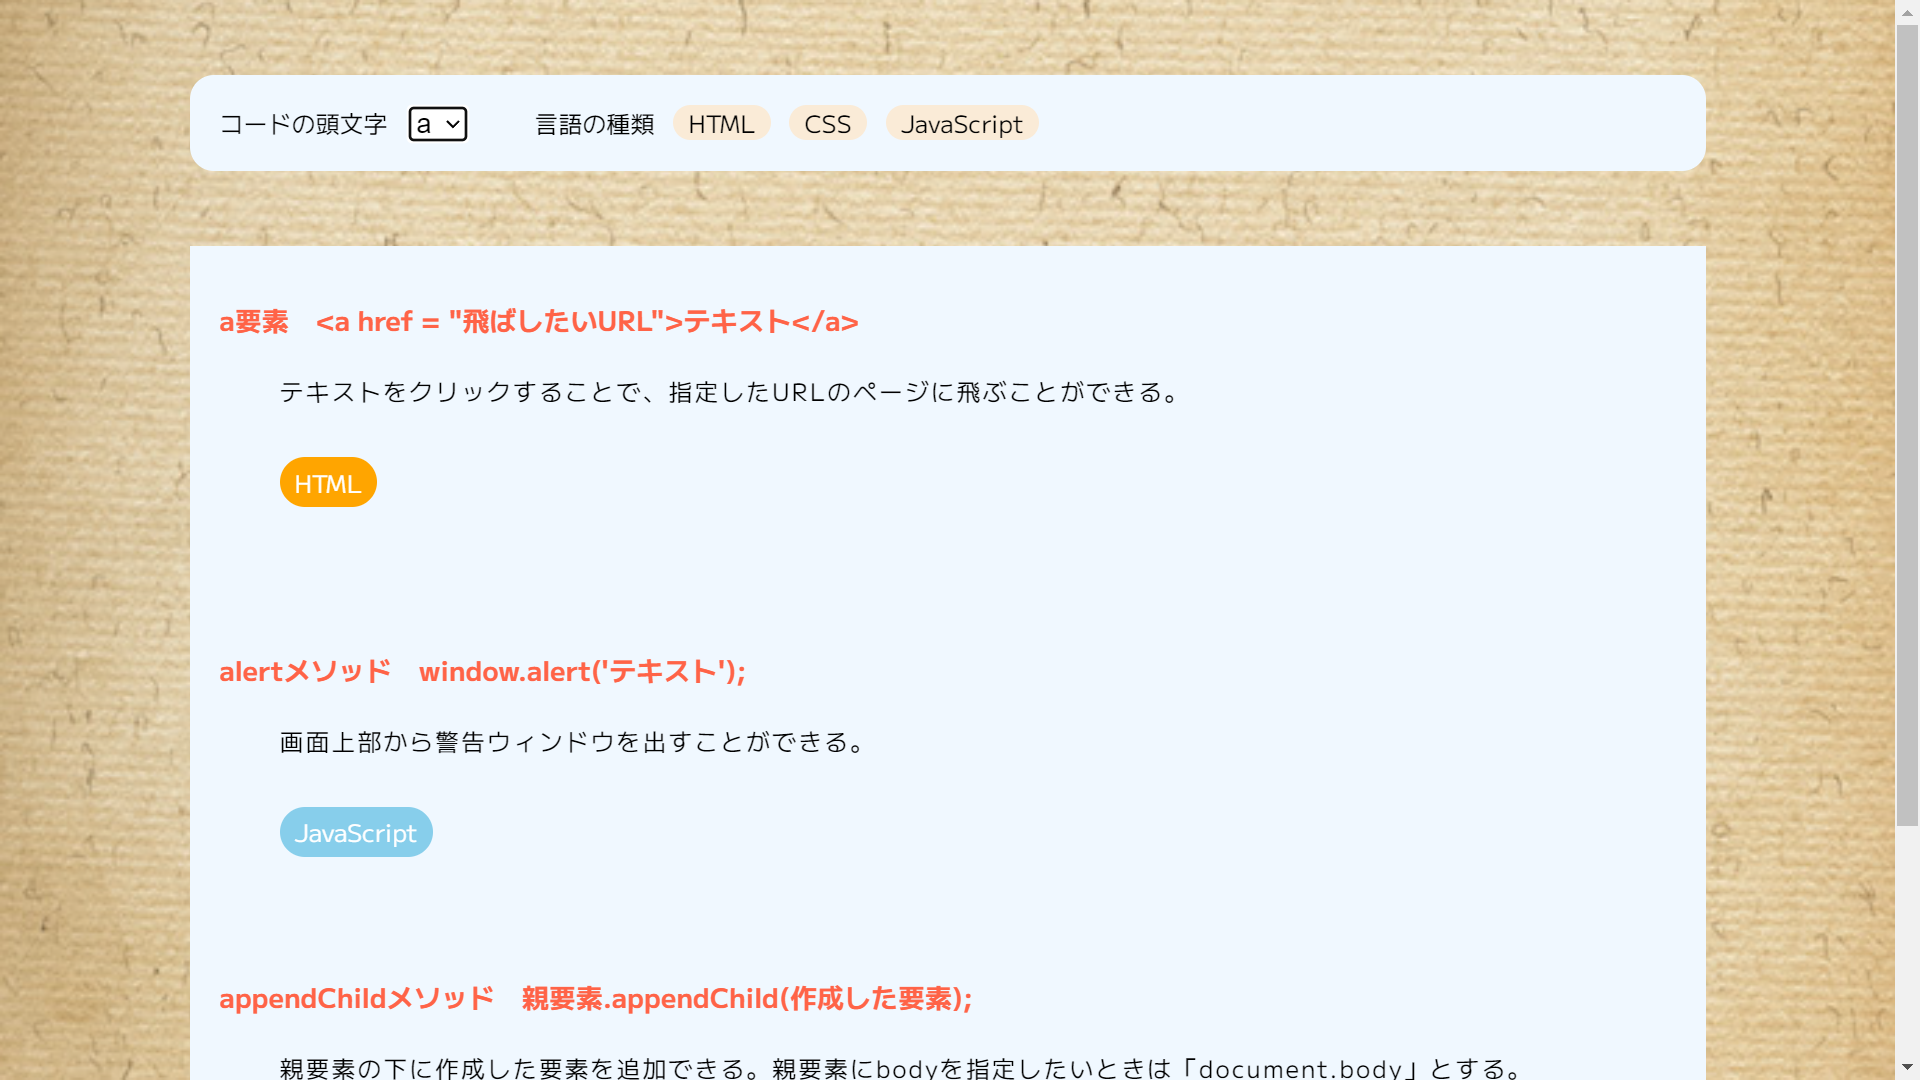 コードの頭文字 a 言語の種類 HTML CSS JavaScript
a要素　<a href = "飛ばしたいURL">テキスト</a>
テキストをクリックすることで、指定したURLのページに飛ぶことができる。
HTML
alertメソッド　window.alert('テキスト');
画面上部から警告ウィンドウを出すことができる。
JavaScript
appendChildメソッド　親要素.appendChild(作成した要素);
親要素の下に作成した要素を追加できる。親要素にbodyを指定したいときは「document.body」とする。